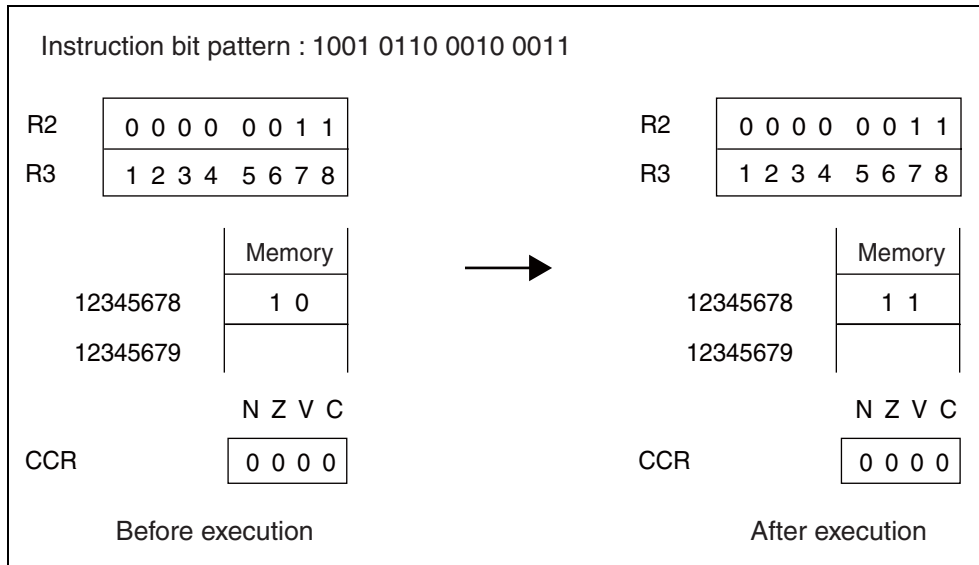 Instruction bit pattern : 1001 0110 0010 0011
R2 0 0 0 0 0 0 1 1 R2 0 0 0 0 0 0 1 1
R3 1 2 3 4 5 6 7 8 R3 1 2 3 4 5 6 7 8
Memory Memory
12345678 1 0 12345678 1 1
12345679 12345679
N Z V C N Z V C
CCR 0 0 0 0 CCR 0 0 0 0
Before execution After execution